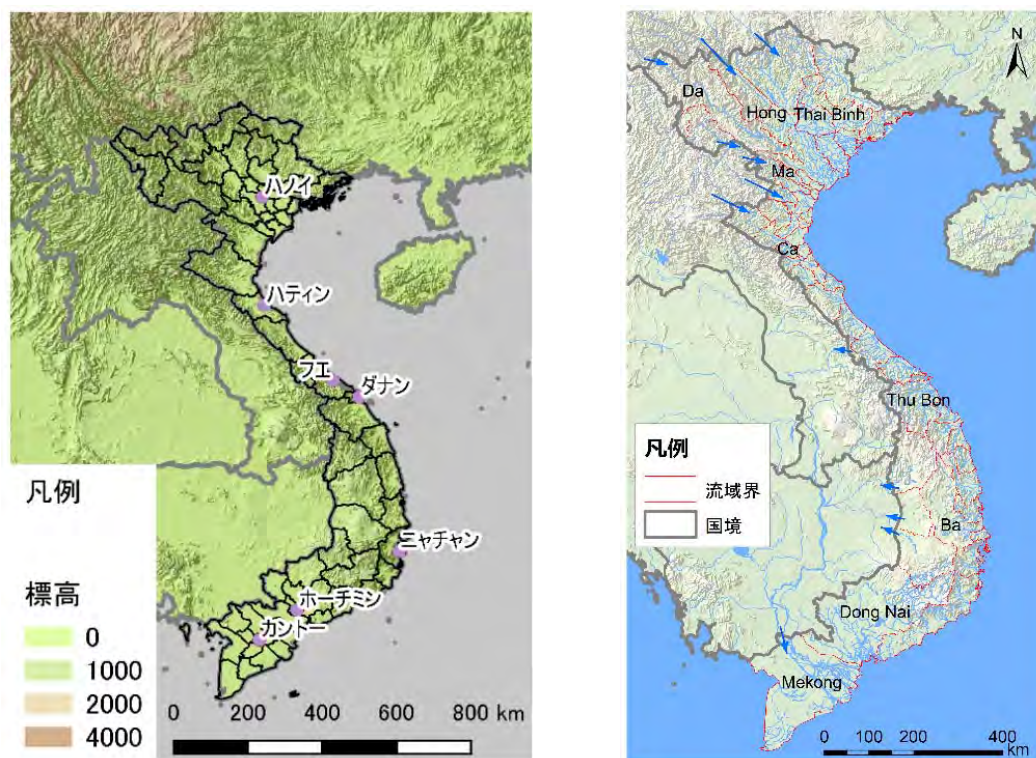 ハノイ
ハティン
フエ
ダナン
ニャチャン
ホーチミン
カントー
凡例
標高
0
1000
2000
4000
0 200 400 600 800 km
N
Da
Hong
Thai Binh
Ma
Ca
Thu Bon
Ba
Dong Nai
Mekong
凡例
流域界
国境
0 100 200 400
km